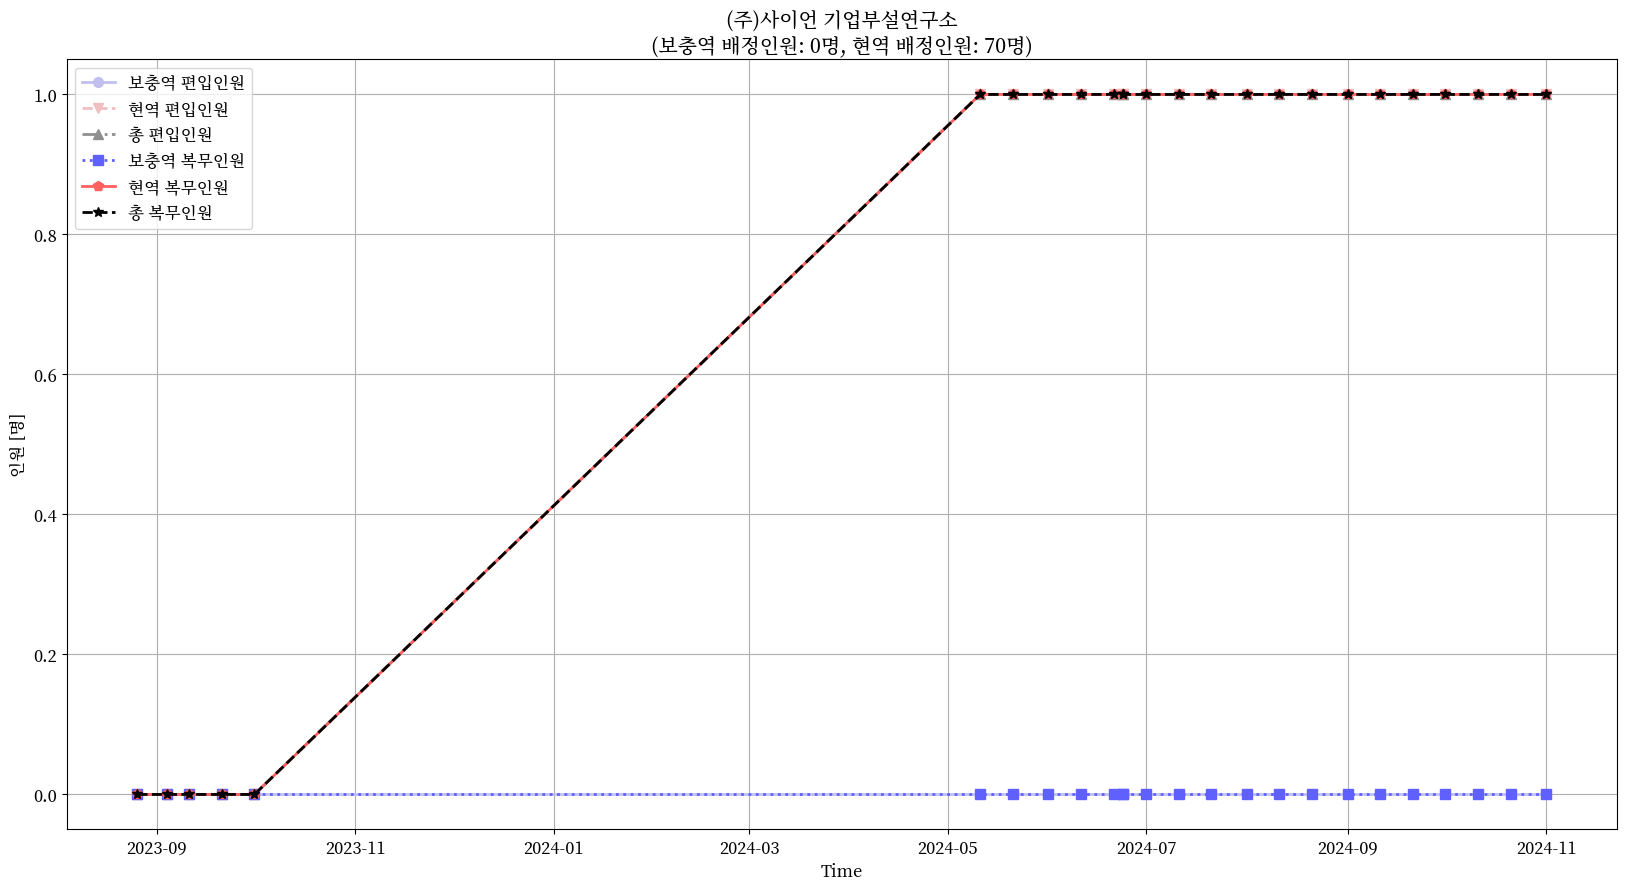 (주)사이언 기업부설연구소
(보충역 배정인원: 0명, 현역 배정인원: 70명)
보충역 편입인원
현역 편입인원
총 편입인원
보충역 복무인원
현역 복무인원
총 복무인원
1.0
0.8
0.6
0.4
0.2
0.0
인원 [명]
2023-09
2023-11
2024-01
2024-03
2024-05
2024-07
2024-09
2024-11
Time